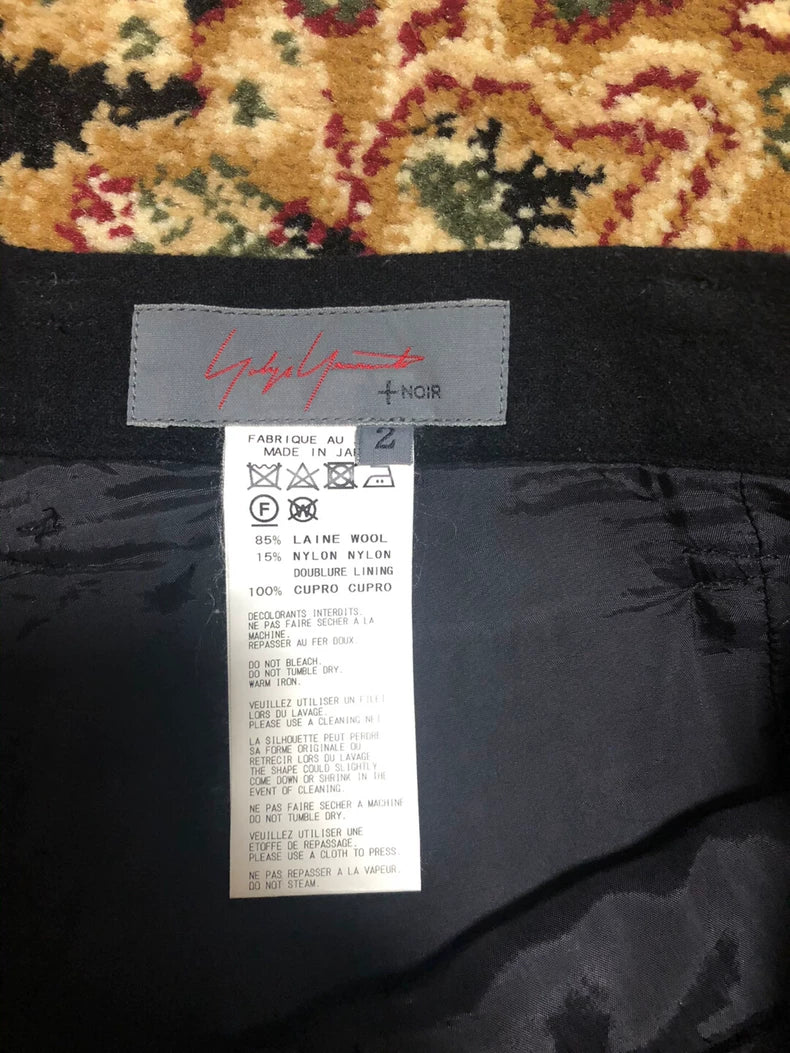 Yohji Yamamoto
+NOIR
2
FABRIQUE AU
MADE IN JA
F
W
85% LAINE WOOL
15% NYLON NYLON
DOUBLURE LINING
100% CUPRO CUPRO
DECOLORANTS INTERDITS.
NE PAS FAIRE SECHER A LA
MACHINE.
REPASSER AU FER DOUX.
DO NOT BLEACH.
DO NOT TUMBLE DRY.
WARM IRON.
VEUILLEZ UTILISER UN FILET
LORS DU LAVAGE.
PLEASE USE A CLEANING NET
LA SILHOUETTE PEUT PERDRE
SA FORME ORIGINALE OU
RETRECIR LORS DU LAVAGE
THE SHAPE COULD SLIGHTLY
COME DOWN OR SHRINK IN THE
EVENT OF CLEANING.
NE PAS FAIRE SECHER A MACHINE
DO NOT TUMBLE DRY.
VEUILLEZ UTILISER UNE
ETOFFE DE REPASSAGE.
PLEASE USE A CLOTH TO PRESS.
NE PAS REPASSER A LA VAPEUR.
DO NOT STEAM.